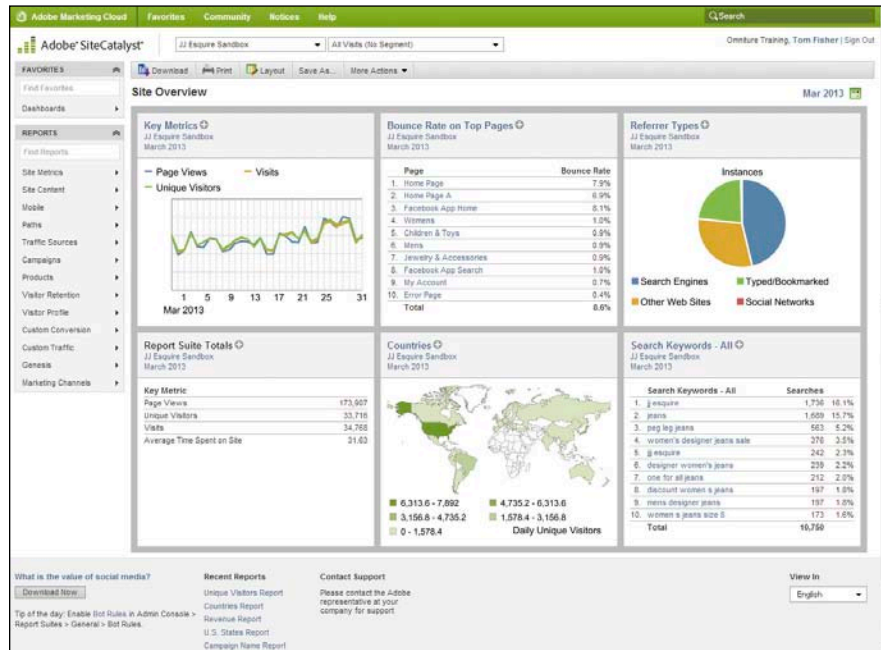 Adobe Marketing Cloud Favorites Community Notices Help Search
Adobe® SiteCatalyst® JJ Esquire Sandbox All Visits (No Segment) Omniture Training, Tom Fisher | Sign Out
FAVORITES
Find Favorites
Dashboards
REPORTS
Find Reports
Site Metrics
Site Content
Mobile
Paths
Traffic Sources
Campaigns
Products
Visitor Retention
Visitor Profile
Custom Conversion
Custom Traffic
Genesis
Marketing Channels
Download Print Layout Save As... More Actions
Site Overview Mar 2013
Key Metrics
JJ Esquire Sandbox
March 2013
Page Views Visits
Unique Visitors
1 5 9 13 17 21 25 31
Mar 2013
Bounce Rate on Top Pages
JJ Esquire Sandbox
March 2013
Page Bounce Rate
1. Home Page 7.9%
2. Home Page A 6.9%
3. Facebook App Home 8.1%
4. Womens 1.0%
5. Children & Toys 0.9%
6. Mens 0.9%
7. Jewelry & Accessories 0.9%
8. Facebook App Search 1.0%
9. My Account 0.7%
10. Error Page 0.4%
Total
Referrer Types
JJ Esquire Sandbox
March 2013
Instances
Search Engines Typed/Bookmarked
Other Web Sites Social Networks
Report Suite Totals
JJ Esquire Sandbox
March 2013
Key Metric
Page Views 173,907
Unique Visitors 33,716
Visits 34,768
Average Time Spent on Site
Countries
JJ Esquire Sandbox
March 2013
6,313.6 - 7,892 4,735.2 - 6,313.6
3,156.8 - 4,735.2 1,578.4 - 3,156.8
0 - 1,578.4 Daily Unique Visitors
Search Keywords - All
JJ Esquire Sandbox
March 2013
Search Keywords - All Searches
1. jj esquire 1,736 16.1%
2. jeans 1,689 15.7%
3. peg leg jeans 563 5.2%
4. women's designer jeans sale 376 3.5%
5. jj esquire 242 2.3%
6. designer women's jeans 239 2.2%
7. one for all jeans 212 2.0%
8. discount women s jeans 197 1.8%
9. mens designer jeans 197 1.8%
10. women s jeans size 8 173 1.6%
Total 10,750
What is the value of social media?
Download Now
Tip of the day: Enable Bot Rules in Admin Console >
Report Suites > General > Bot Rules.
Recent Reports
Unique Visitors Report
Countries Report
Revenue Report
U.S. States Report
Campaign Name Report
Contact Support
Please contact the Adobe
representative at your
company for support
View In
English